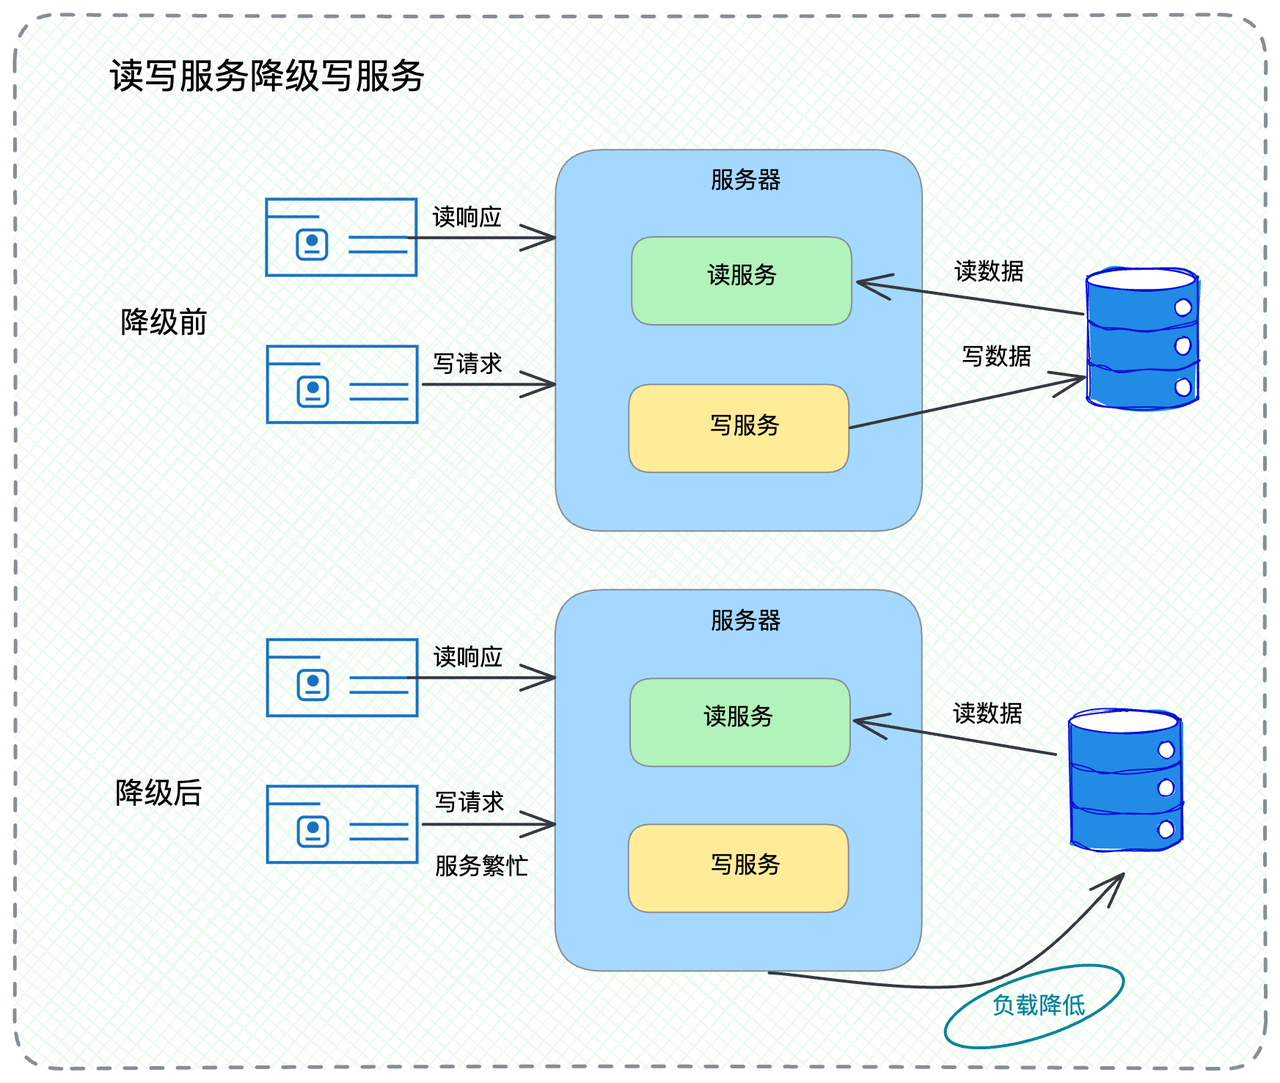 读写服务降级写服务
服务器
读响应
读服务
读数据
降级前
写请求
写数据
写服务
服务器
读响应
读服务
读数据
降级后
写请求
服务繁忙
写服务
负载降低